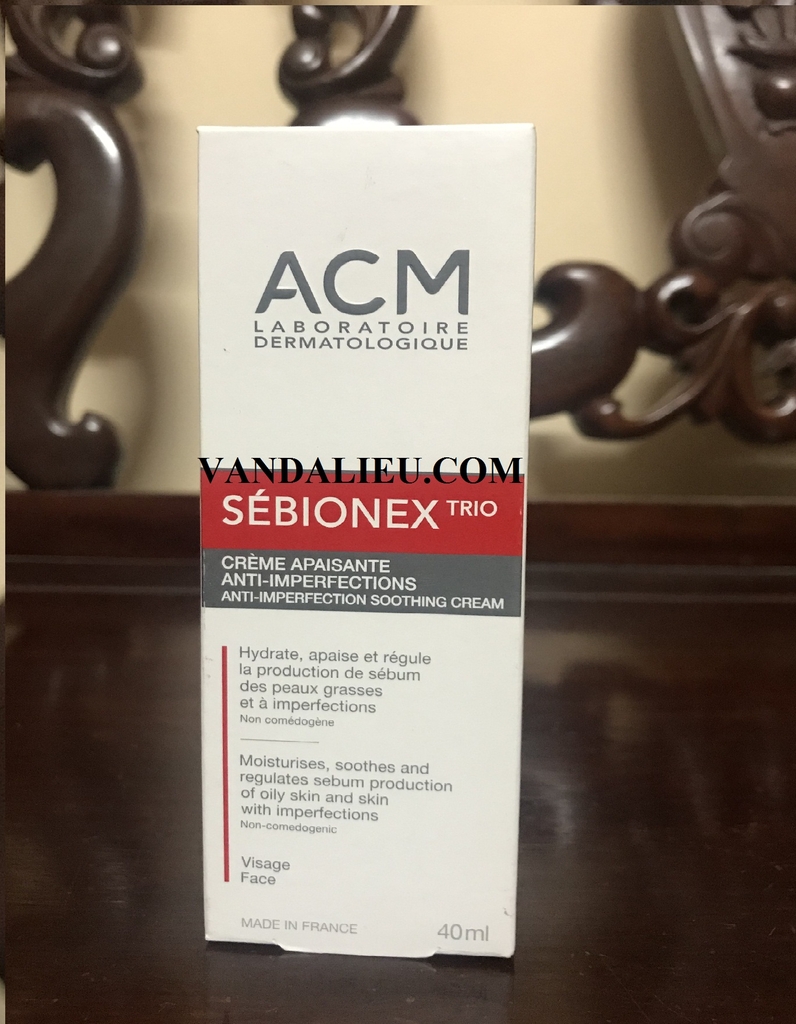 ACM
LABORATOIRE
DERMATOLOGIQUE
VANDALIEU.COM
SÉBIONEX TRIO
CRÈME APAISANTE
ANTI-IMPERFECTIONS
ANTI-IMPERFECTION SOOTHING CREAM
Hydrate, apaise et régule
la production de sébum
des peaux grasses
et à imperfections
Non comédogène
Moisturises, soothes and
regulates sebum production
of oily skin and skin
with imperfections
Non-comedogenic
Visage
Face
MADE IN FRANCE
40ml